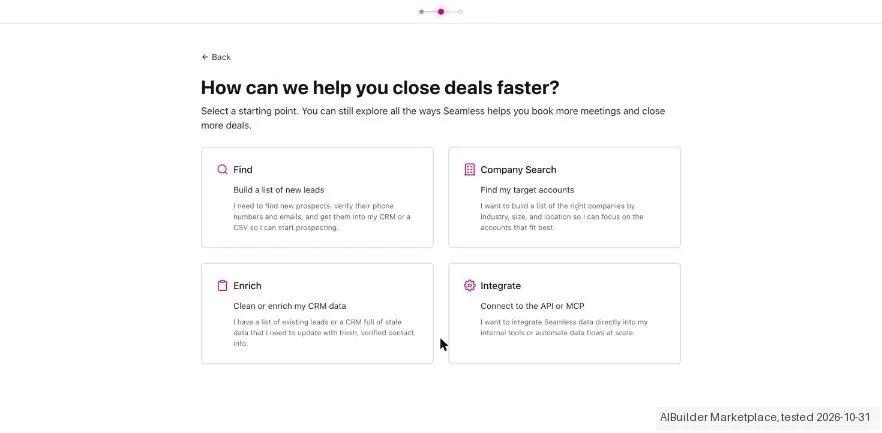 ← Back
How can we help you close deals faster?
Select a starting point. You can still explore all the ways Seamless helps you book more meetings and close
more deals.
Find
Build a list of new leads
I need to find new prospects, verify their phone
numbers and emails, and get them into my CRM or a
CSV so I can start prospecting.
Company Search
Find my target accounts
I want to build a list of the right companies by
industry, size, and location so I can focus on the
accounts that fit best.
Enrich
Clean or enrich my CRM data
I have a list of existing leads or a CRM full of stale
data that I need to update with fresh, verified contact
info.
Integrate
Connect to the API or MCP
I want to integrate Seamless data directly into my
internal tools or automate data flows at scale.
AIBuilder Marketplace, tested 2026-10-31